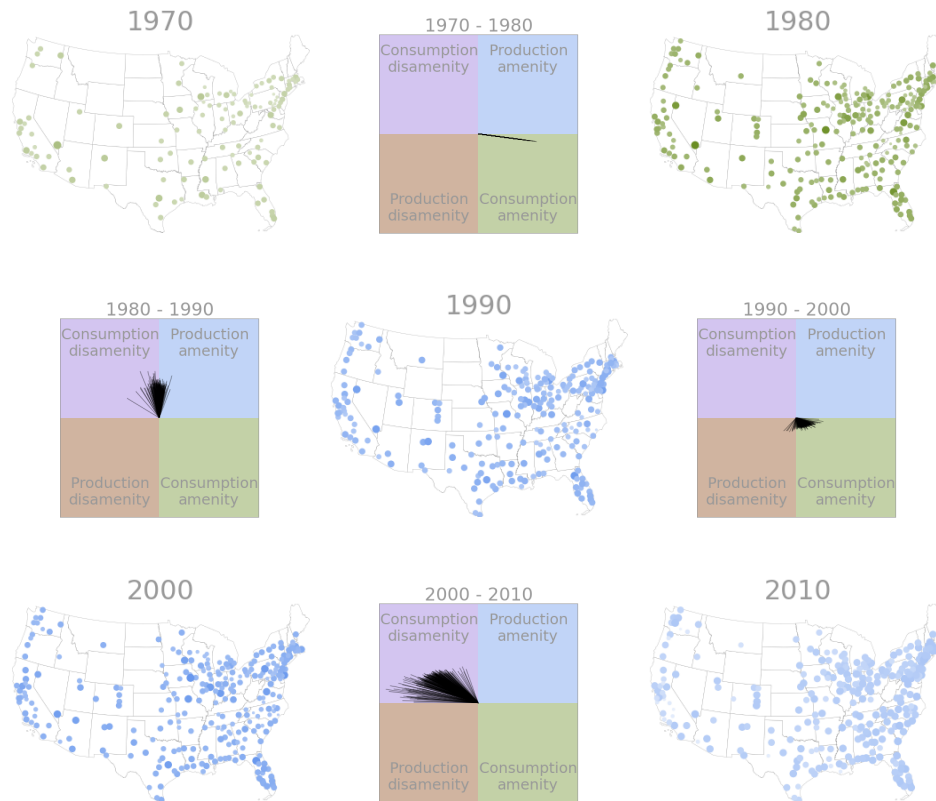 1970
1970 - 1980
Consumption disamenity
Production amenity
Production disamenity
Consumption amenity
1980
1980 - 1990
Consumption disamenity
Production amenity
Production disamenity
Consumption amenity
1990
1990 - 2000
Consumption disamenity
Production amenity
Production disamenity
Consumption amenity
2000
2000 - 2010
Consumption disamenity
Production amenity
Production disamenity
Consumption amenity
2010